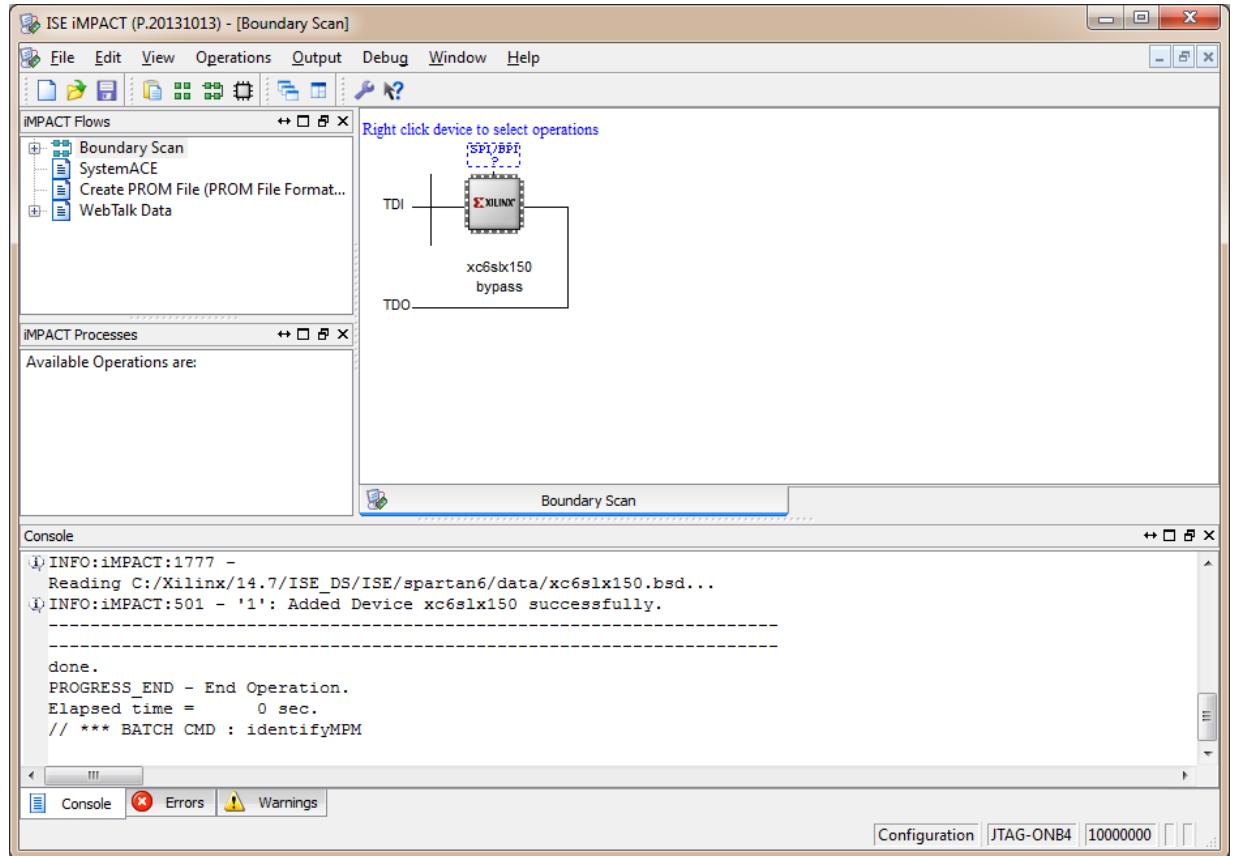 ISE iMPACT (P.20131013) - [Boundary Scan]
File Edit View Operations Output Debug Window Help
iMPACT Flows
Boundary Scan
SystemACE
Create PROM File (PROM File Format...
WebTalk Data
iMPACT Processes
Available Operations are:
Right click device to select operations
SPI/BPI
?
TDI
XILINX
xc6slx150
bypass
TDO
Boundary Scan
Console
INFO:iMPACT:1777 -
Reading C:/Xilinx/14.7/ISE_DS/ISE/spartan6/data/xc6slx150.bsd...
INFO:iMPACT:501 - '1': Added Device xc6slx150 successfully.
----------------------------------------------------------------------
----------------------------------------------------------------------
done.
PROGRESS_END - End Operation.
Elapsed time =      0 sec.
// *** BATCH CMD : identifyMPM
Console Errors Warnings
Configuration JTAG-ONB4 10000000